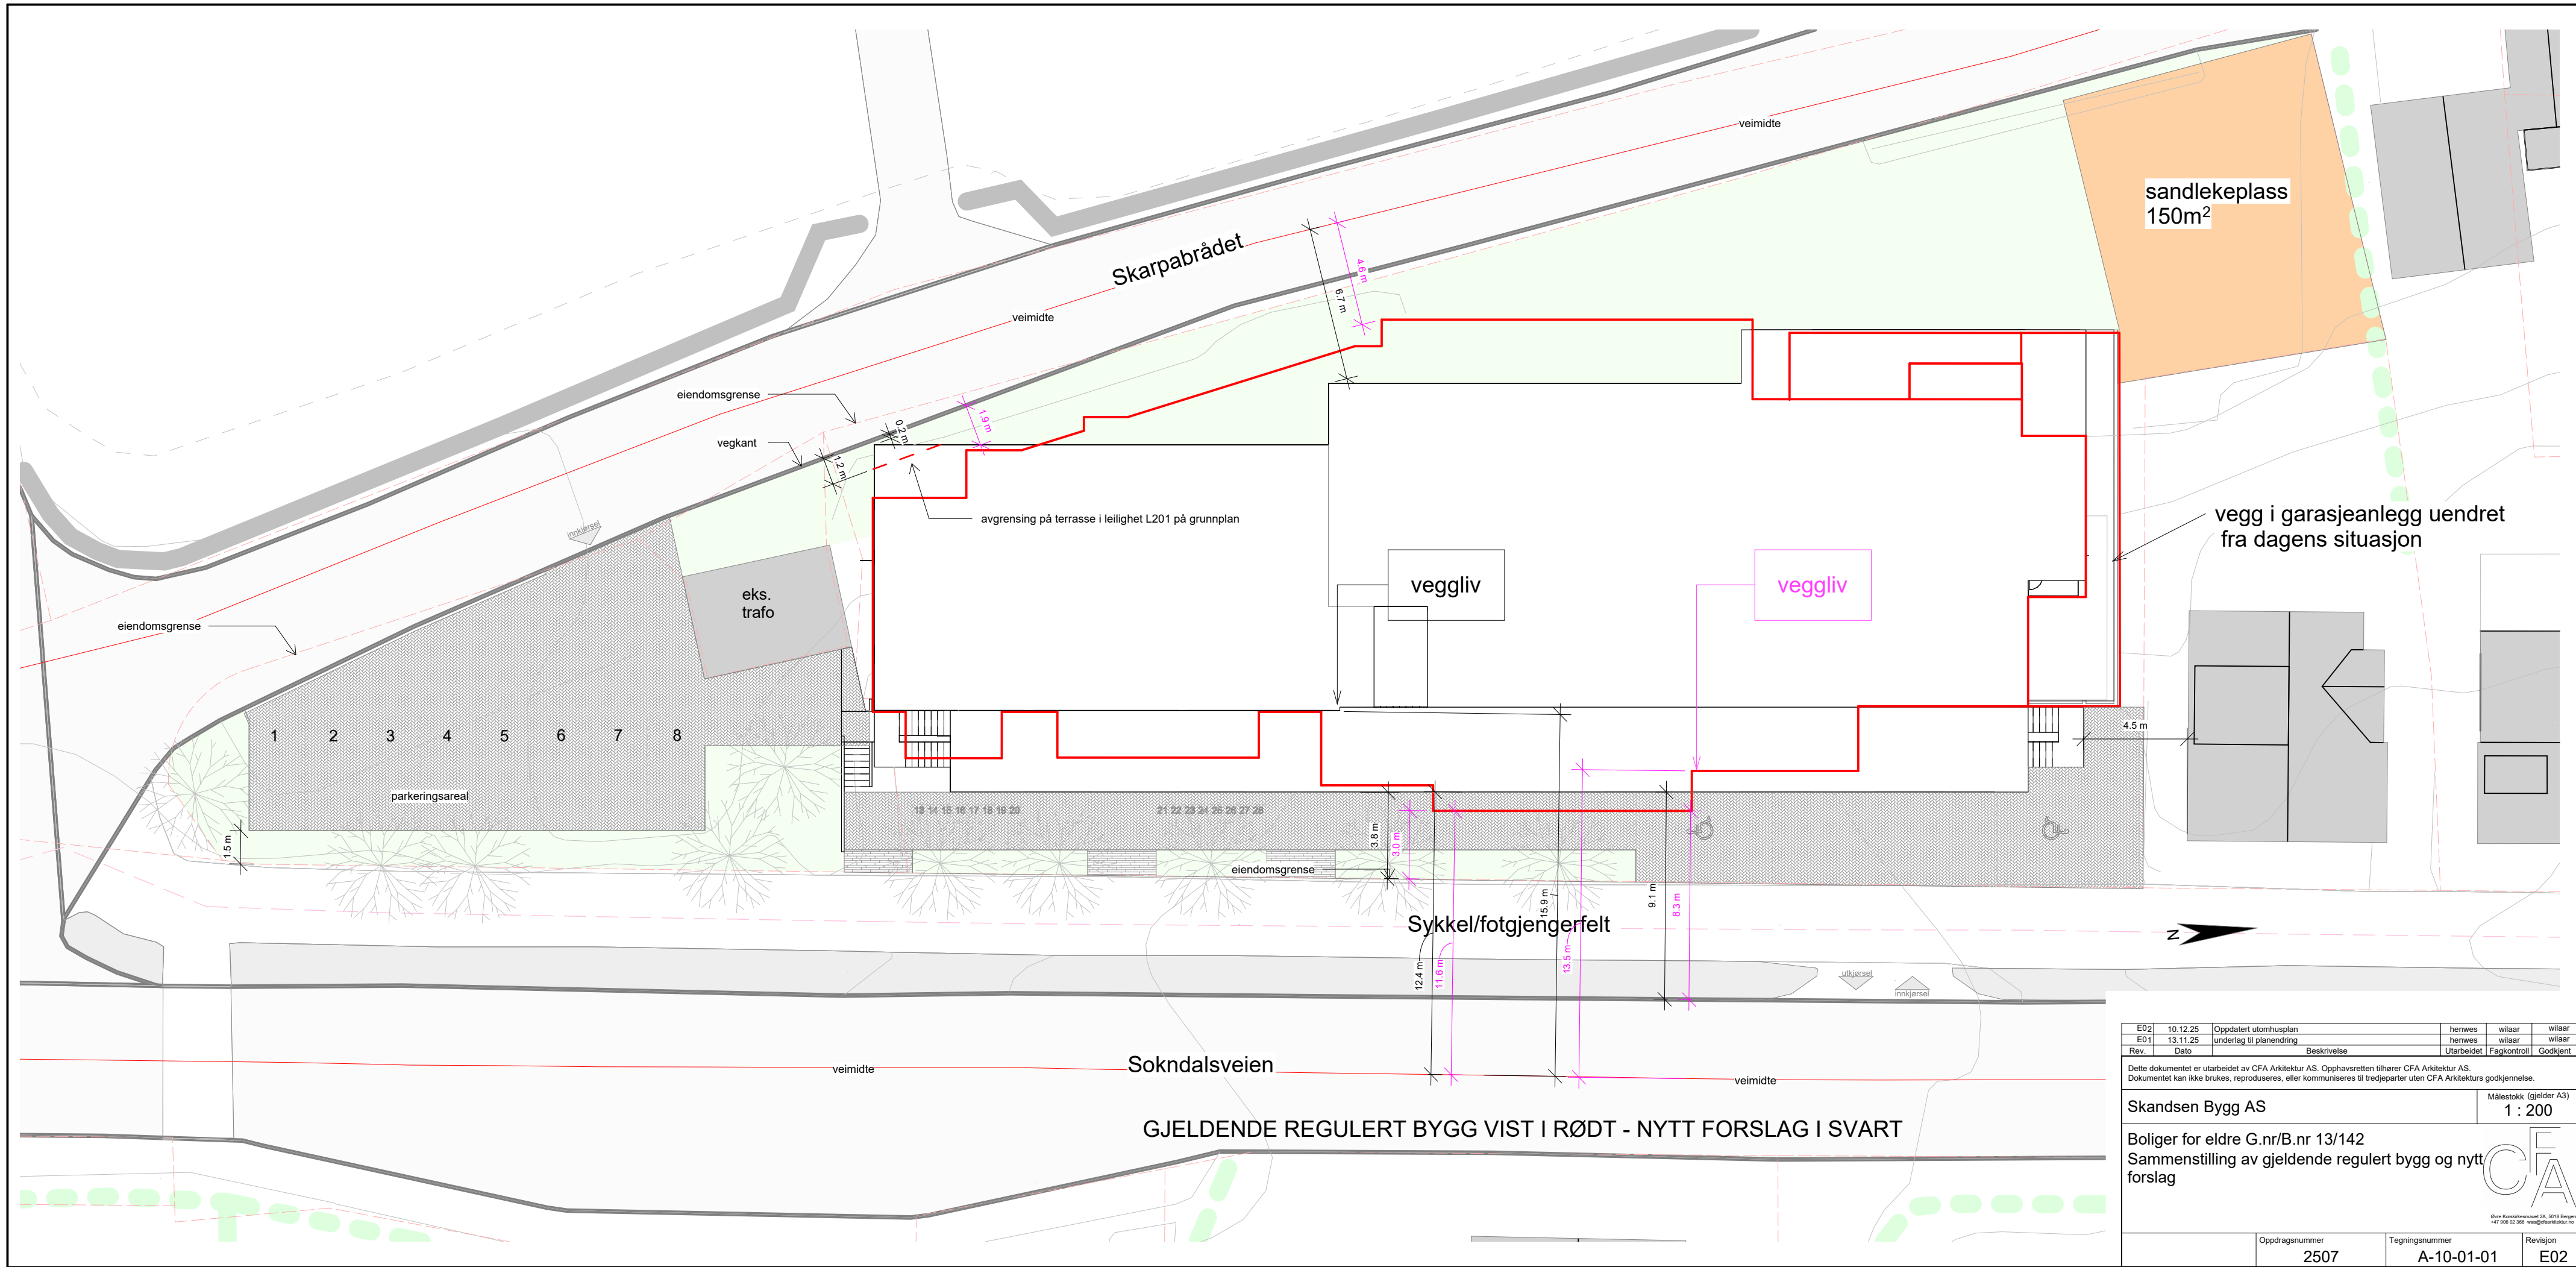 veimidte
sandlekeplass
150m²
Skarpabrådet
4.6 m
6.7 m
veimidte
eiendomsgrense
1.9 m
0.2 m
vegkant
1.2 m
avgrensing på terrasse i leilighet L201 på grunnplan
vegg i garasjeanlegg uendret
fra dagens situasjon
innkjørsel
veggliv
veggliv
eks.
trafo
eiendomsgrense
4.5 m
1 2 3 4 5 6 7 8
parkeringsareal
13 14 15 16 17 18 19 20
21 22 23 24 25 26 27 28
1.5 m
3.8 m
3.0 m
eiendomsgrense
15.9 m
9.1 m
8.3 m
Sykkel/fotgjengerfelt
N
12.4 m
11.6 m
13.5 m
utkjørsel
innkjørsel
Sokndalsveien
veimidte
veimidte
GJELDENDE REGULERT BYGG VIST I RØDT - NYTT FORSLAG I SVART
E02 10.12.25 Oppdatert utomhusplan henwes wilaar wilaar
E01 13.11.25 underlag til planendring henwes wilaar wilaar
Rev. Dato Beskrivelse Utarbeidet Fagkontroll Godkjent
Dette dokumentet er utarbeidet av CFA Arkitektur AS. Opphavsretten tilhører CFA Arkitektur AS.
Dokumentet kan ikke brukes, reproduseres, eller kommuniseres til tredjeparter uten CFA Arkitekturs godkjennelse.
Skandsen Bygg AS
Målestokk (gjelder A3)
1 : 200
Boliger for eldre G.nr/B.nr 13/142
Sammenstilling av gjeldende regulert bygg og nytt
forslag
CFA
Oppdragsnummer
2507
Tegningsnummer
A-10-01-01
Revisjon
E02